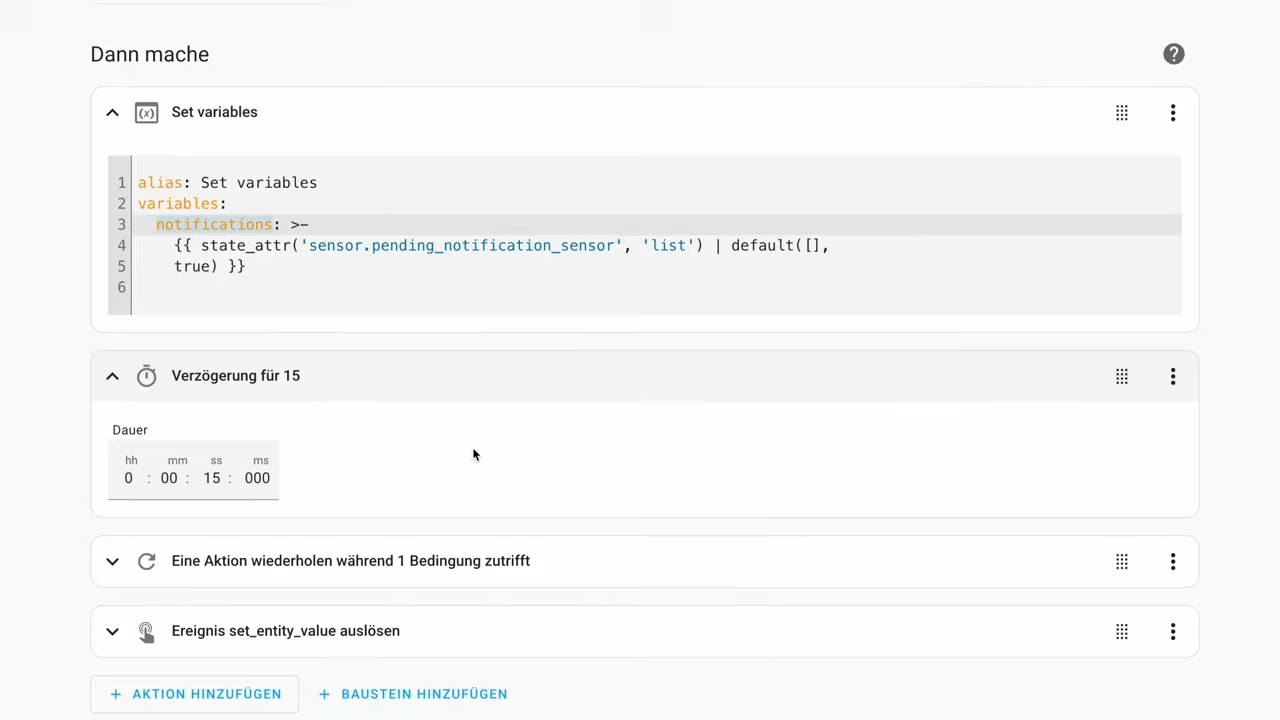 Dann mache
Set variables
1 alias: Set variables
2 variables:
3 notifications: >-
4 {{ state_attr('sensor.pending_notification_sensor', 'list') | default([],
5 true) }}
6
Verzögerung für 15
Dauer
hh mm ss ms
0 : 00 : 15 : 000
Eine Aktion wiederholen während 1 Bedingung zutrifft
Ereignis set_entity_value auslösen
+ AKTION HINZUFÜGEN + BAUSTEIN HINZUFÜGEN